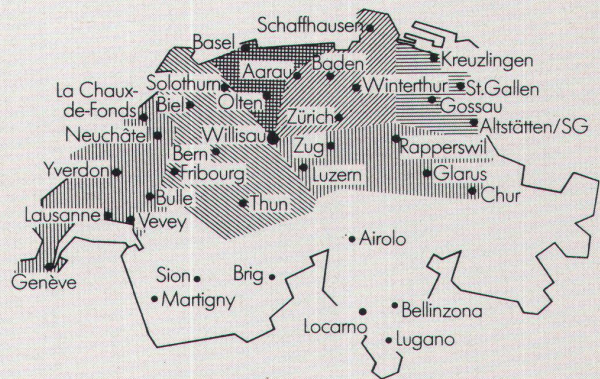 Schaffhausen
Basel
Kreuzlingen
Aarau
Baden
Solothurn
Winterthur
St.Gallen
La Chaux-
de-Fonds
Biel
Olten
Gossau
Zürich
Altstätten/SG
Neuchâtel
Willisau
Zug
Rapperswil
Bern
Yverdon
Fribourg
Luzern
Glarus
Bulle
Thun
Chur
Lausanne
Vevey
Airolo
Genève
Sion
Brig
Martigny
Bellinzona
Locarno
Lugano